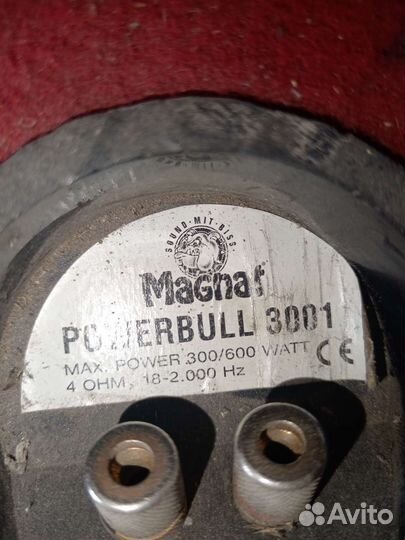 SOUND·MIT·BISS
Magnat
POWERBULL 3001
MAX. POWER 300/600 WATT CE
4 OHM, 18-2.000 Hz
Avito